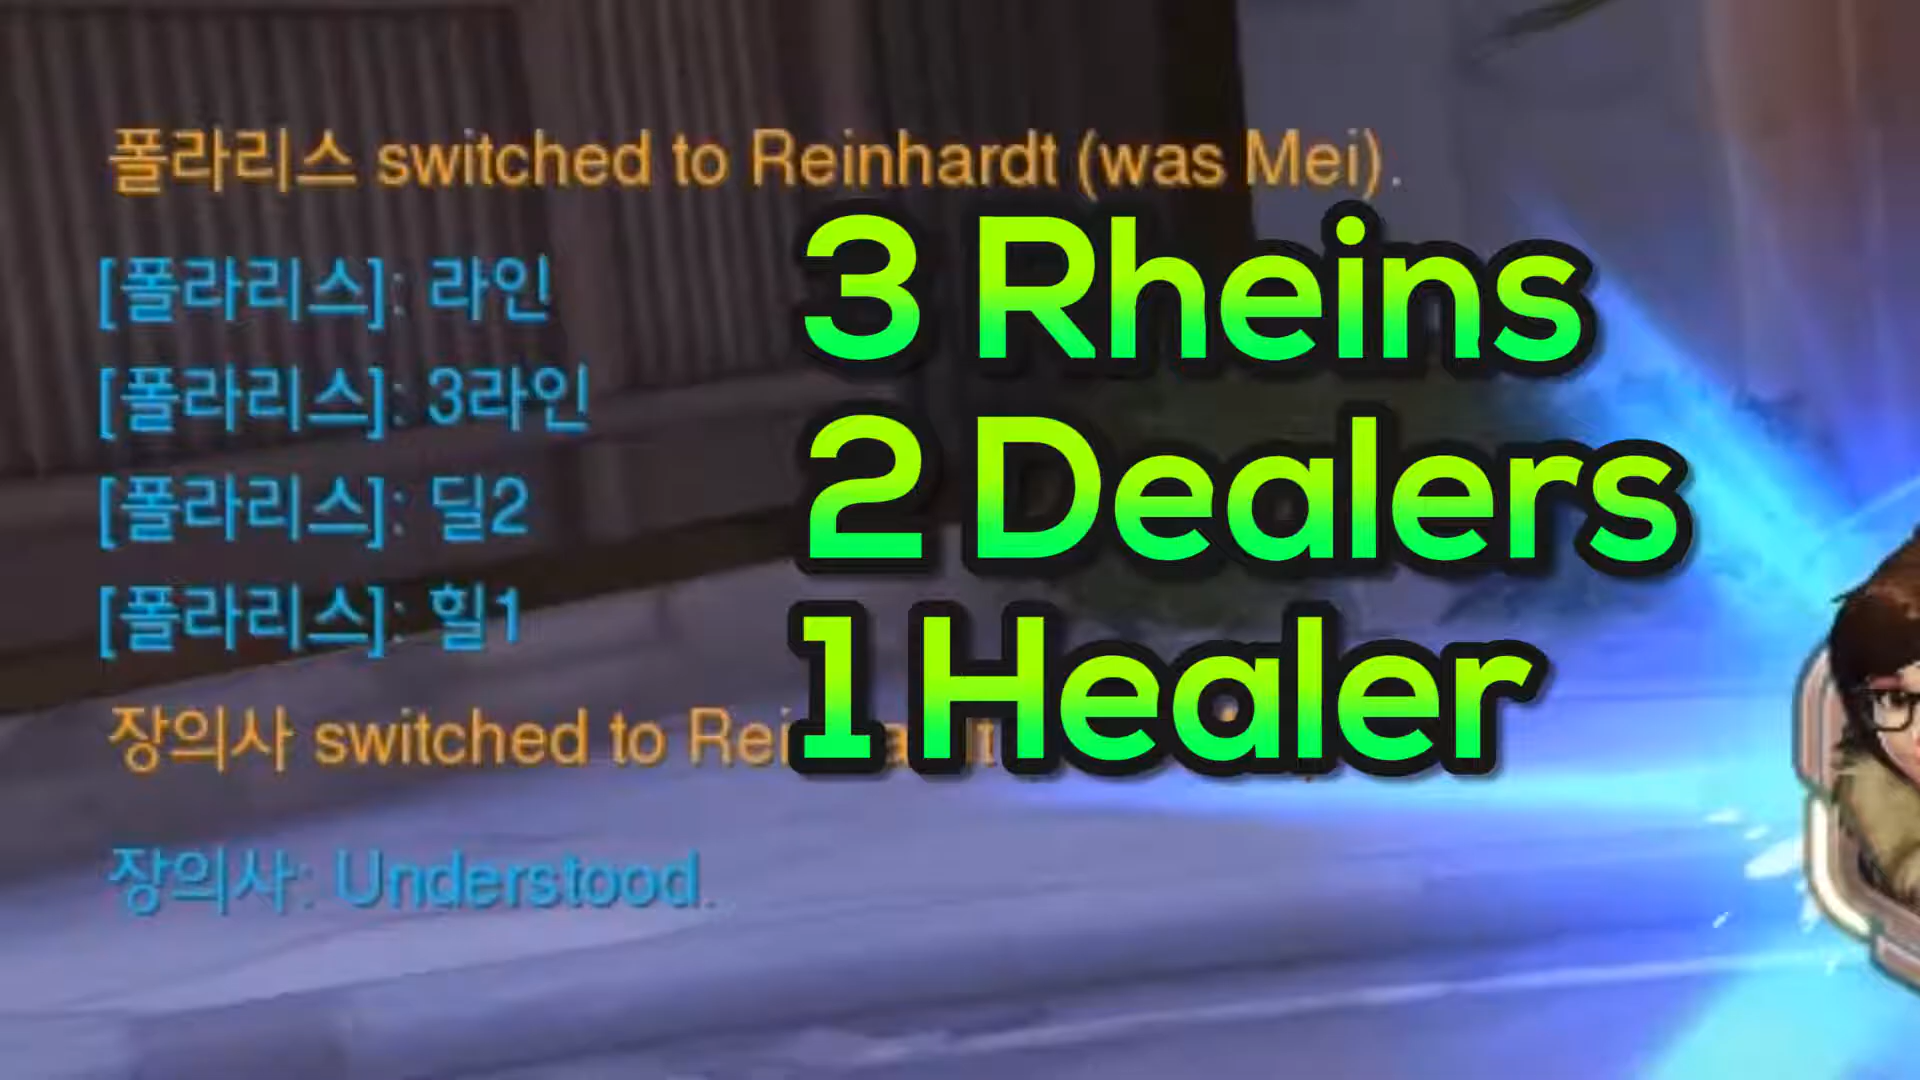 폴라리스 switched to Reinhardt (was Mei).
[폴라리스]: 라인
3 Rheins
[폴라리스]: 3라인
[폴라리스]: 딜2
2 Dealers
[폴라리스]: 힐1
1 Healer
장의사 switched to
장의사: Understood.